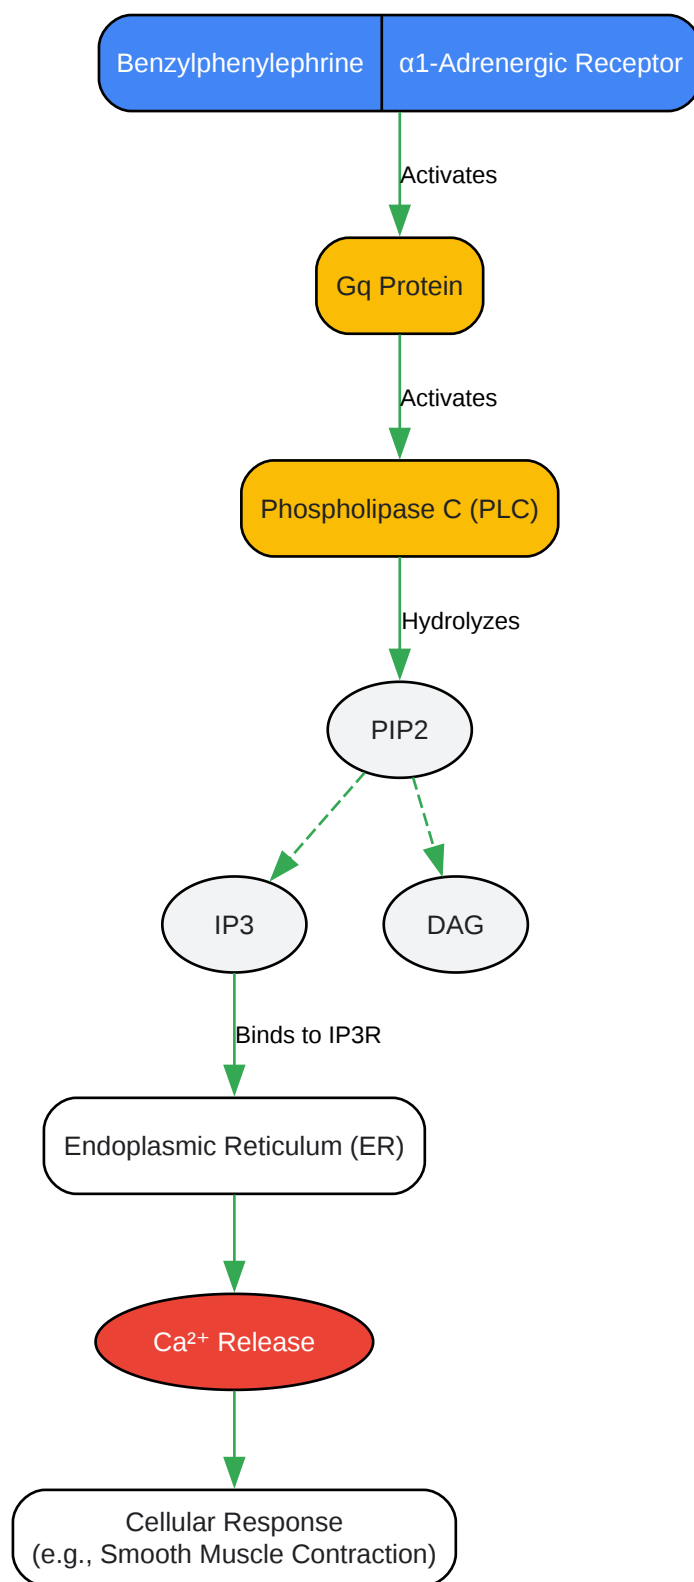 Benzylphenylephrine
α1-Adrenergic Receptor
Activates
Gq Protein
Activates
Phospholipase C (PLC)
Hydrolyzes
PIP2
IP3
DAG
Binds to IP3R
Endoplasmic Reticulum (ER)
Ca²⁺ Release
Cellular Response
(e.g., Smooth Muscle Contraction)